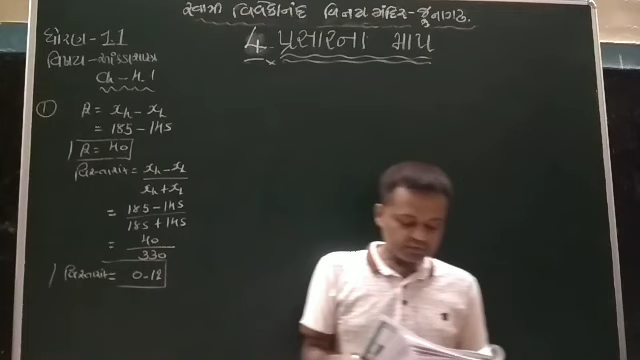 સ્વામી વિવેકાનંદ વિનય મંદિર-જૂનાગઢ.
4 પ્રસારના માપ
ધોરણ-11
વિષય-આંકડાશાસ્ત્ર
Ch-4.1
① R = xH - xL
= 185-145
R = 40
વિસ્તારાંક = xH - xL
xH + xL
= 185-145
185+145
= 40
330
વિસ્તારાંક = 0.12